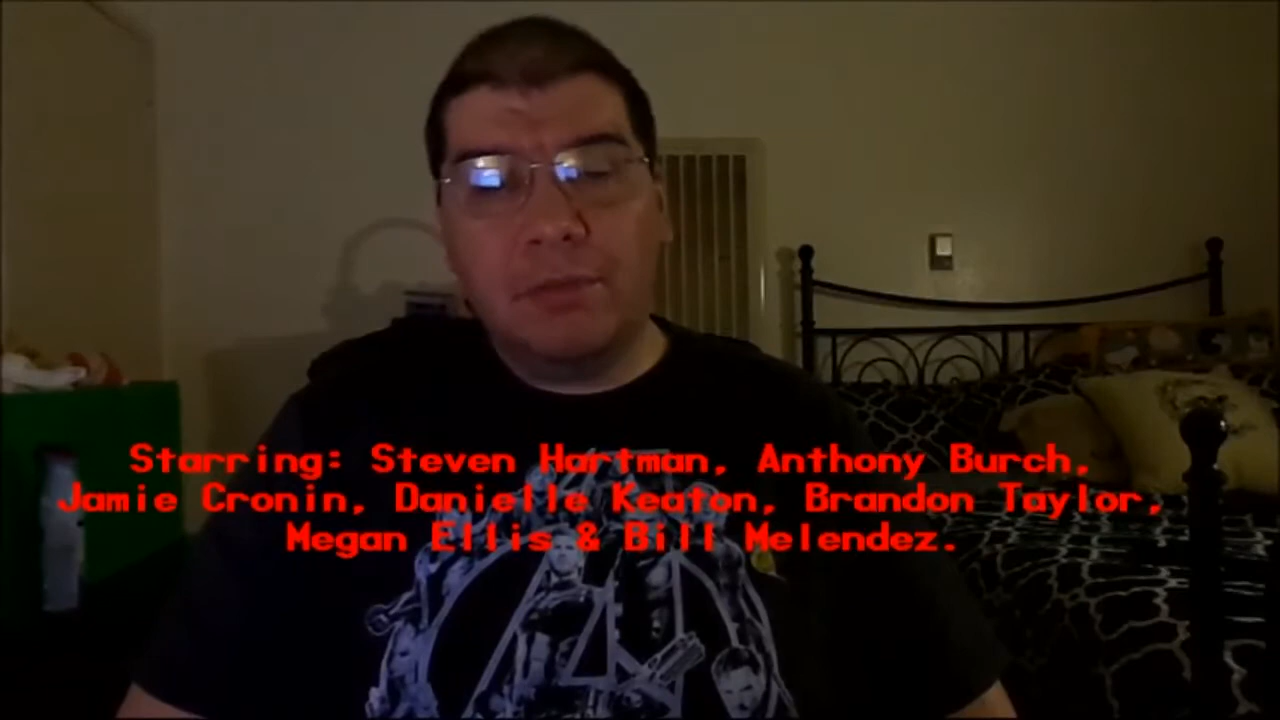 Starring: Steven Hartman, Anthony Burch,
Jamie Cronin, Danielle Keaton, Brandon Taylor,
Megan Ellis & Bill Melendez.